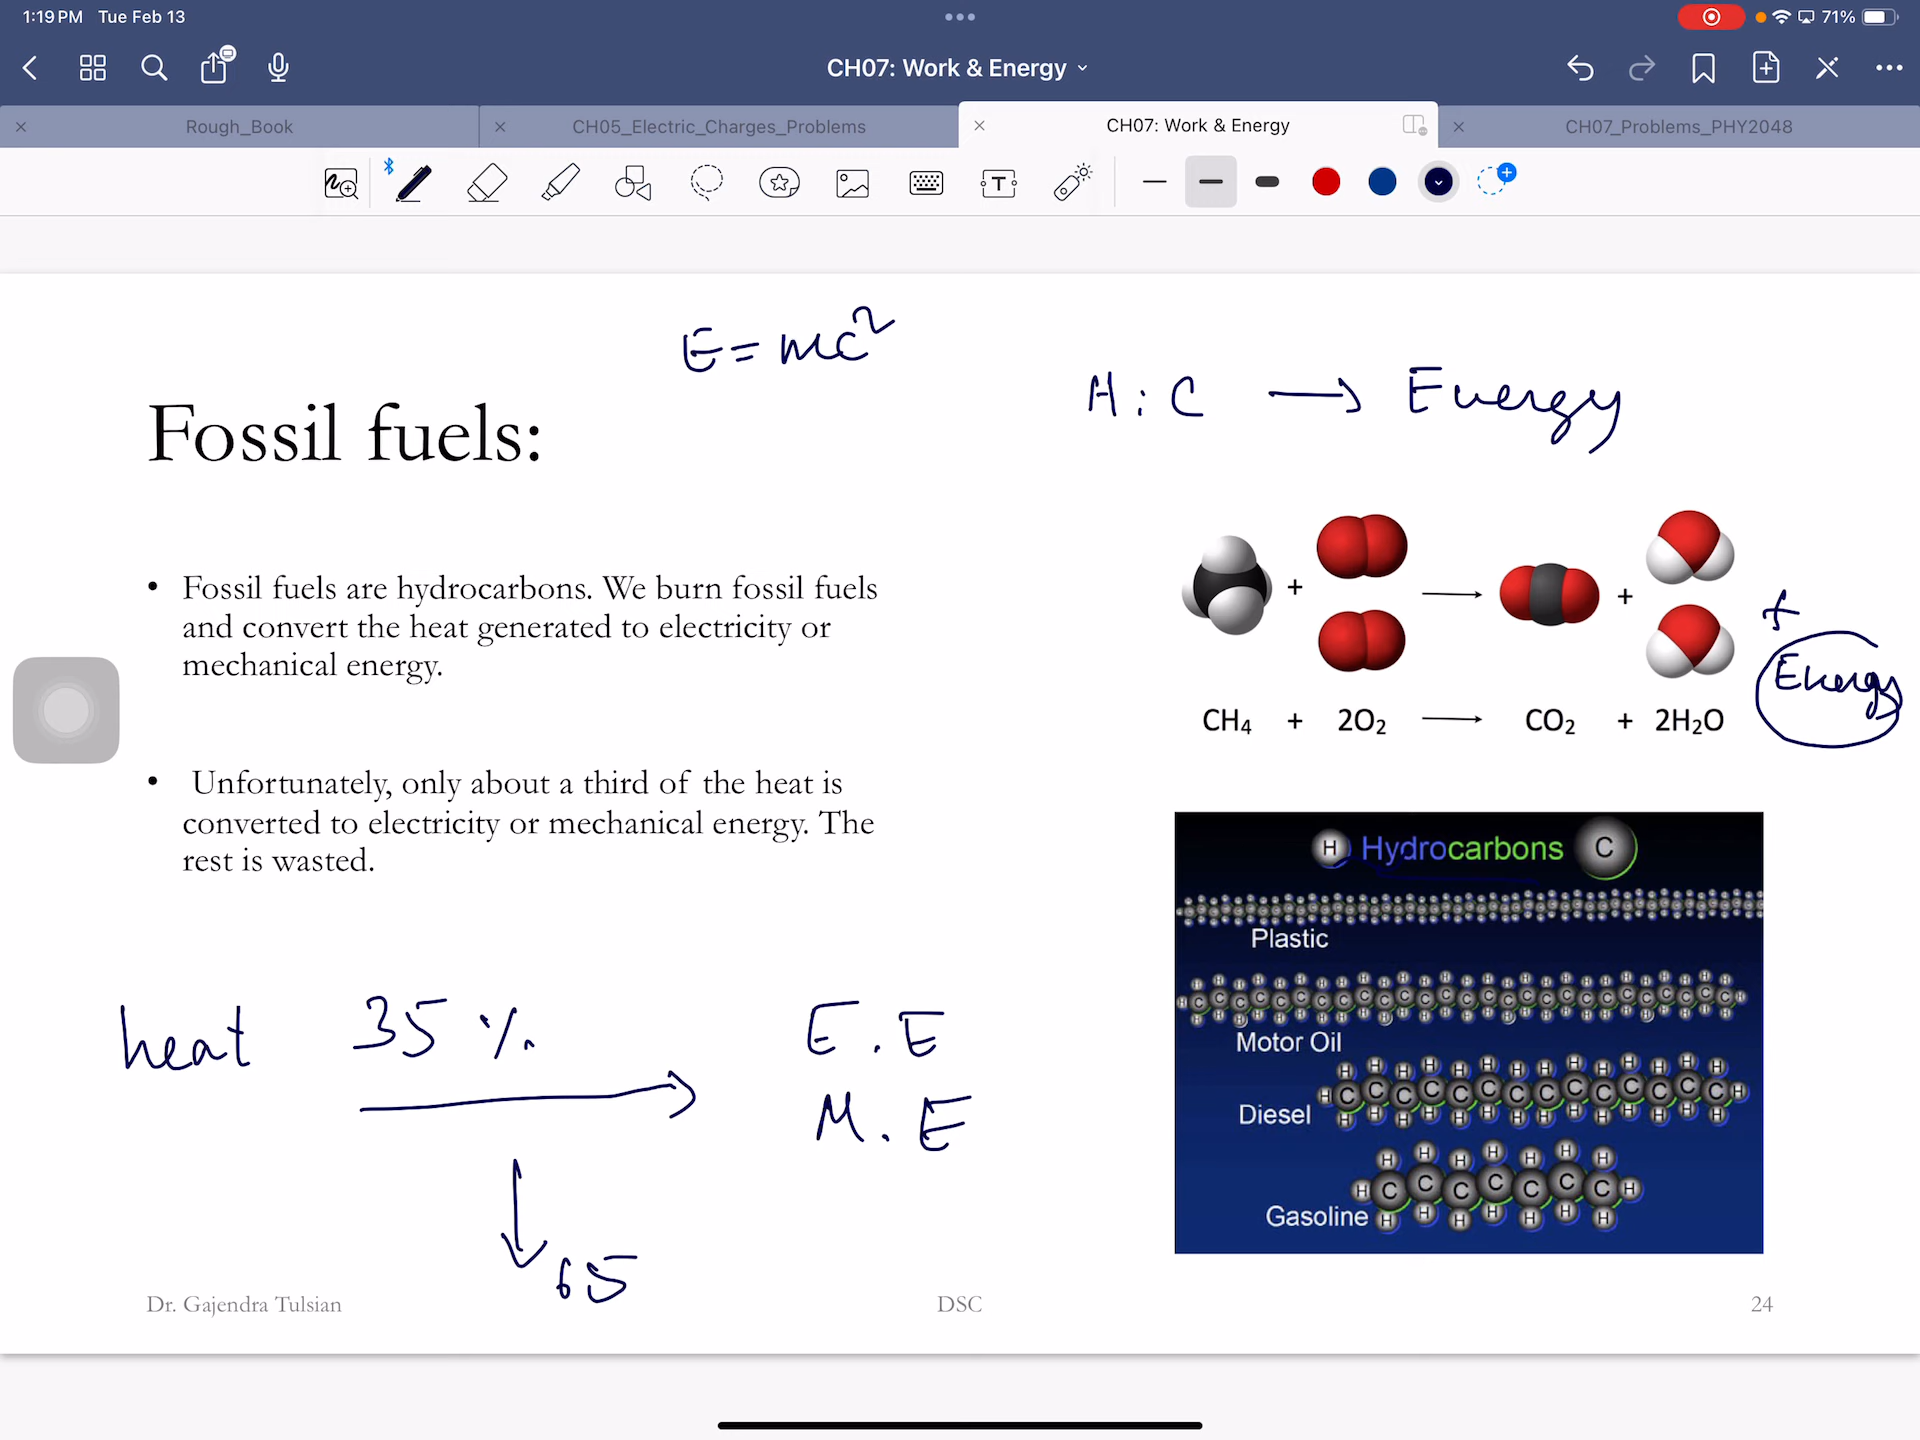 1:19 PM Tue Feb 13
71%
CH07: Work & Energy
Rough_Book
CH05_Electric_Charges_Problems
CH07: Work & Energy
CH07_Problems_PHY2048
E = mc²
H : C → Energy
Fossil fuels:
• Fossil fuels are hydrocarbons. We burn fossil fuels
and convert the heat generated to electricity or
mechanical energy.
• Unfortunately, only about a third of the heat is
converted to electricity or mechanical energy. The
rest is wasted.
+ → +
+
Energy
CH₄ + 2O₂ → CO₂ + 2H₂O
H Hydrocarbons C
Plastic
Motor Oil
Diesel
Gasoline
heat 35 % E.E
M.E
65
Dr. Gajendra Tulsian
DSC
24